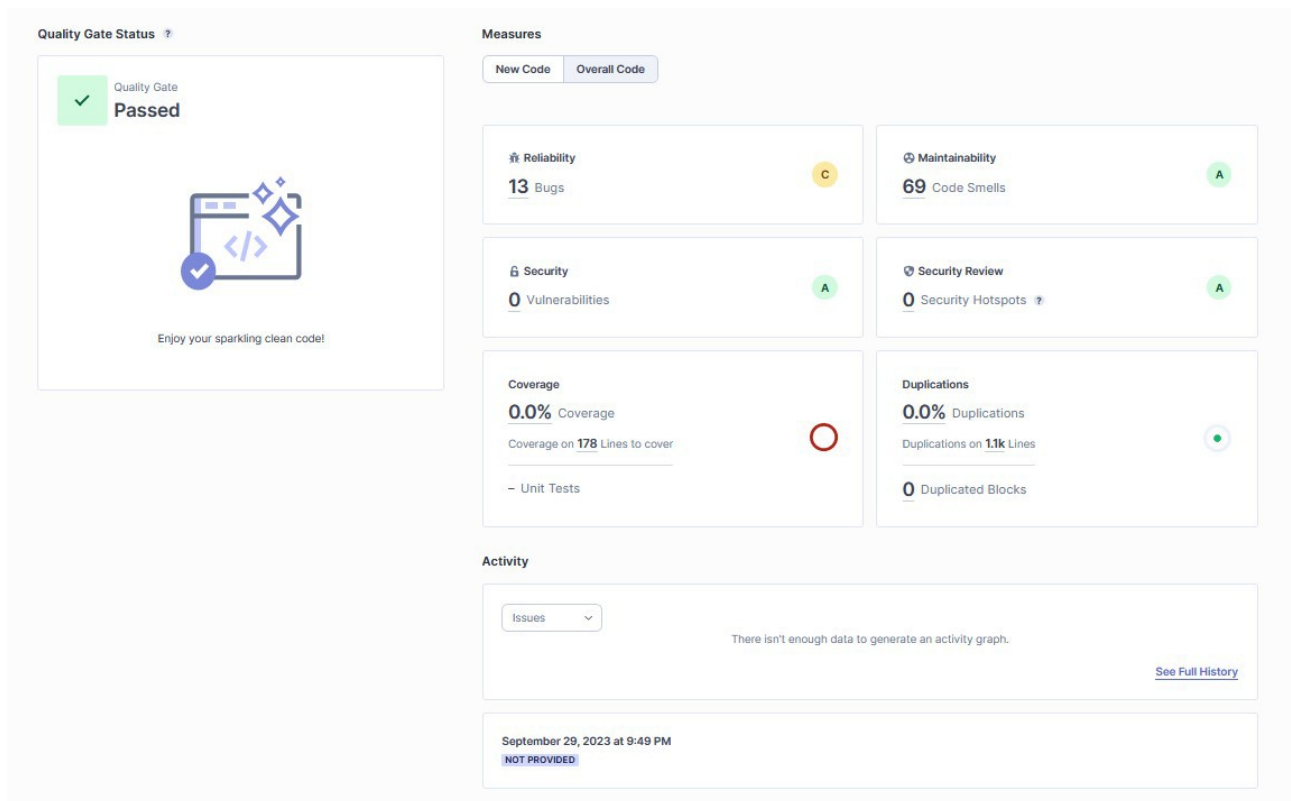 Quality Gate Status ?
Quality Gate
Passed
</>
Enjoy your sparkling clean code!
Measures
New Code Overall Code
Reliability
13 Bugs
C
Maintainability
69 Code Smells
A
Security
0 Vulnerabilities
A
Security Review
0 Security Hotspots ?
A
Coverage
0.0% Coverage
Coverage on 178 Lines to cover
– Unit Tests
Duplications
0.0% Duplications
Duplications on 1.1k Lines
0 Duplicated Blocks
Activity
Issues
There isn't enough data to generate an activity graph.
See Full History
September 29, 2023 at 9:49 PM
NOT PROVIDED